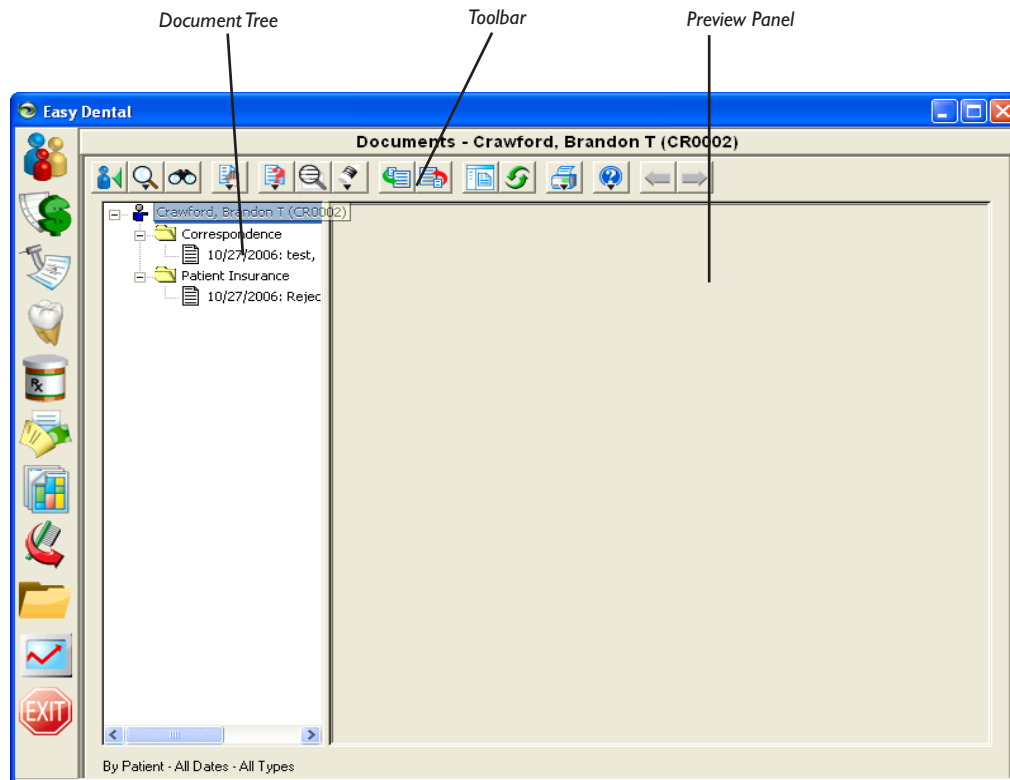 Document Tree Toolbar Preview Panel
Easy Dental
Documents - Crawford, Brandon T (CR0002)
Crawford, Brandon T (CR0002)
Correspondence
10/27/2006: test,
Patient Insurance
10/27/2006: Rejec
Rx
EXIT
By Patient - All Dates - All Types